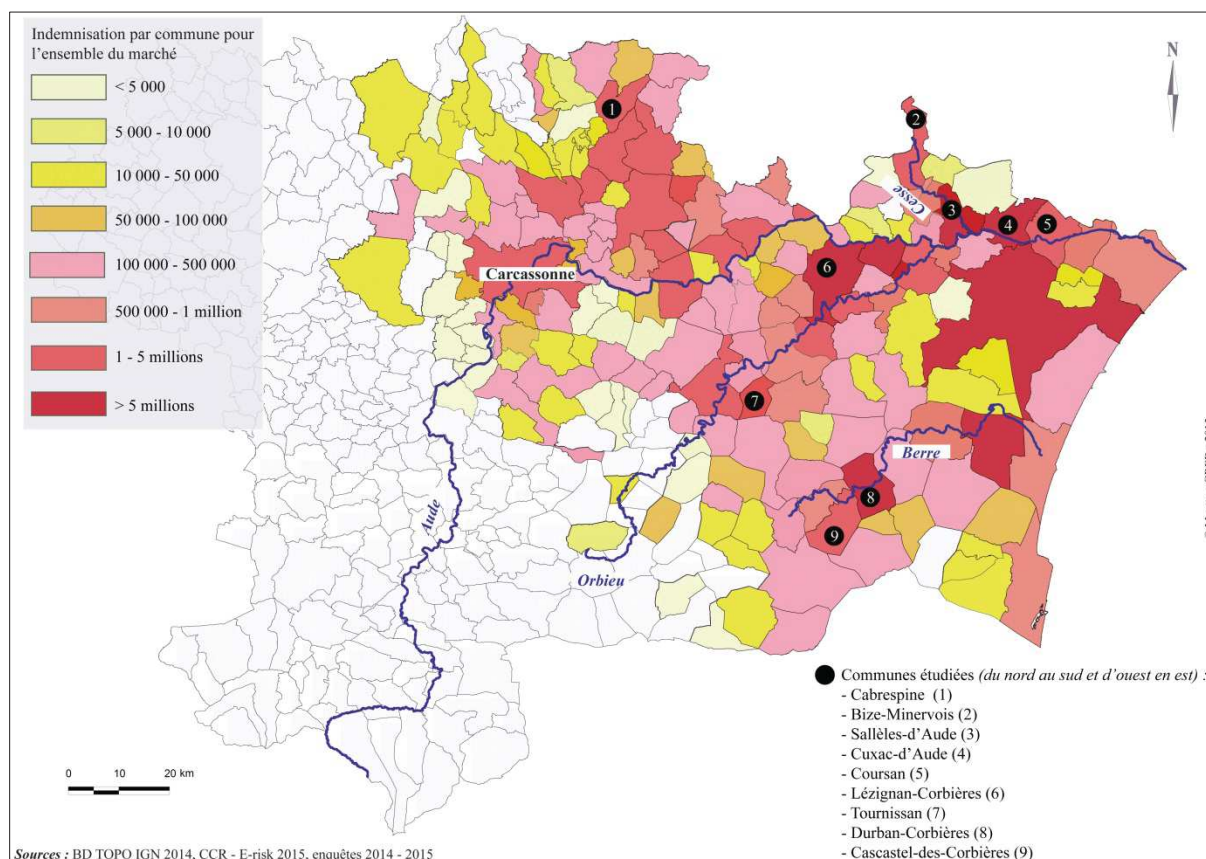 Indemnisation par commune pour
l’ensemble du marché
< 5 000
5 000 - 10 000
10 000 - 50 000
50 000 - 100 000
100 000 - 500 000
500 000 - 1 million
1 - 5 millions
> 5 millions
N
1
2
Cesse
3
4
5
Carcassonne
6
7
Berre
8
9
Aude
Orbieu
0 10 20 km
Communes étudiées (du nord au sud et d’ouest en est) :
- Cabrespine (1)
- Bize-Minervois (2)
- Sallèles-d’Aude (3)
- Cuxac-d’Aude (4)
- Coursan (5)
- Lézignan-Corbières (6)
- Tournissan (7)
- Durban-Corbières (8)
- Cascastel-des-Corbières (9)
Sources : BD TOPO IGN 2014, CCR - E-risk 2015, enquêtes 2014 - 2015